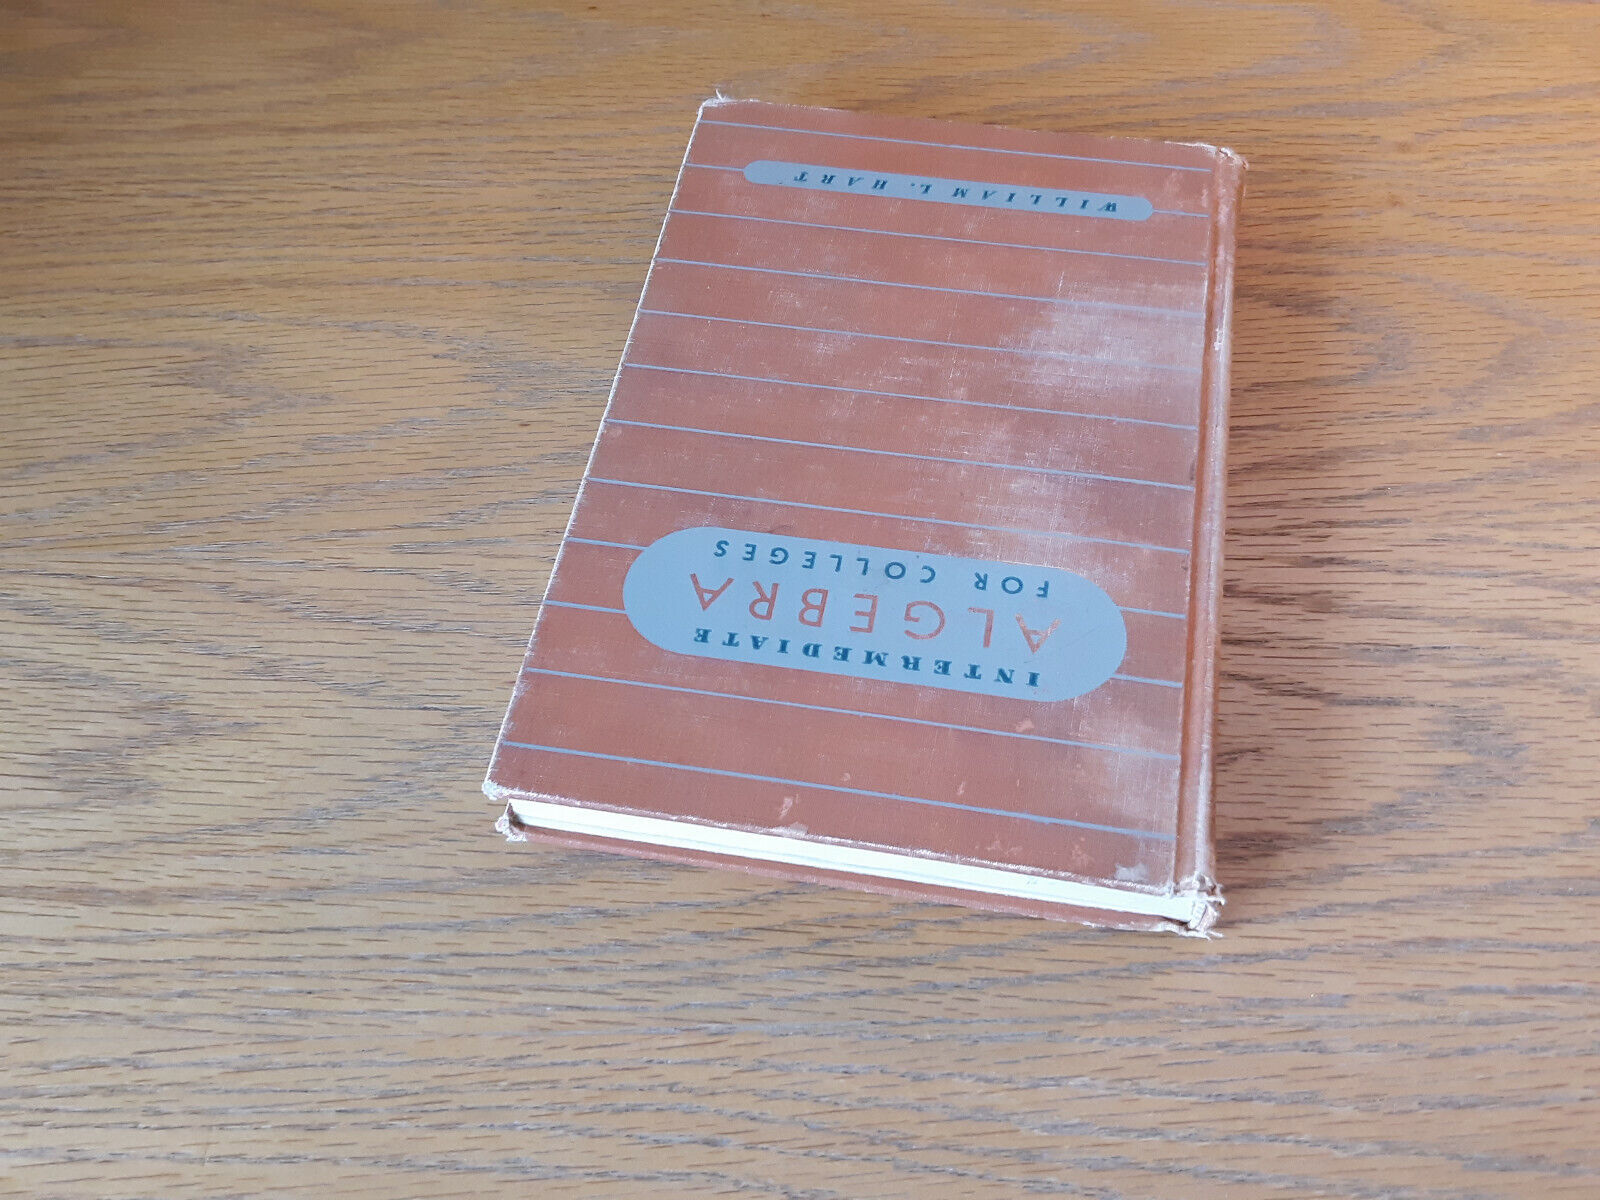 INTERMEDIATE
ALGEBRA
FOR COLLEGES
WILLIAM L. HART